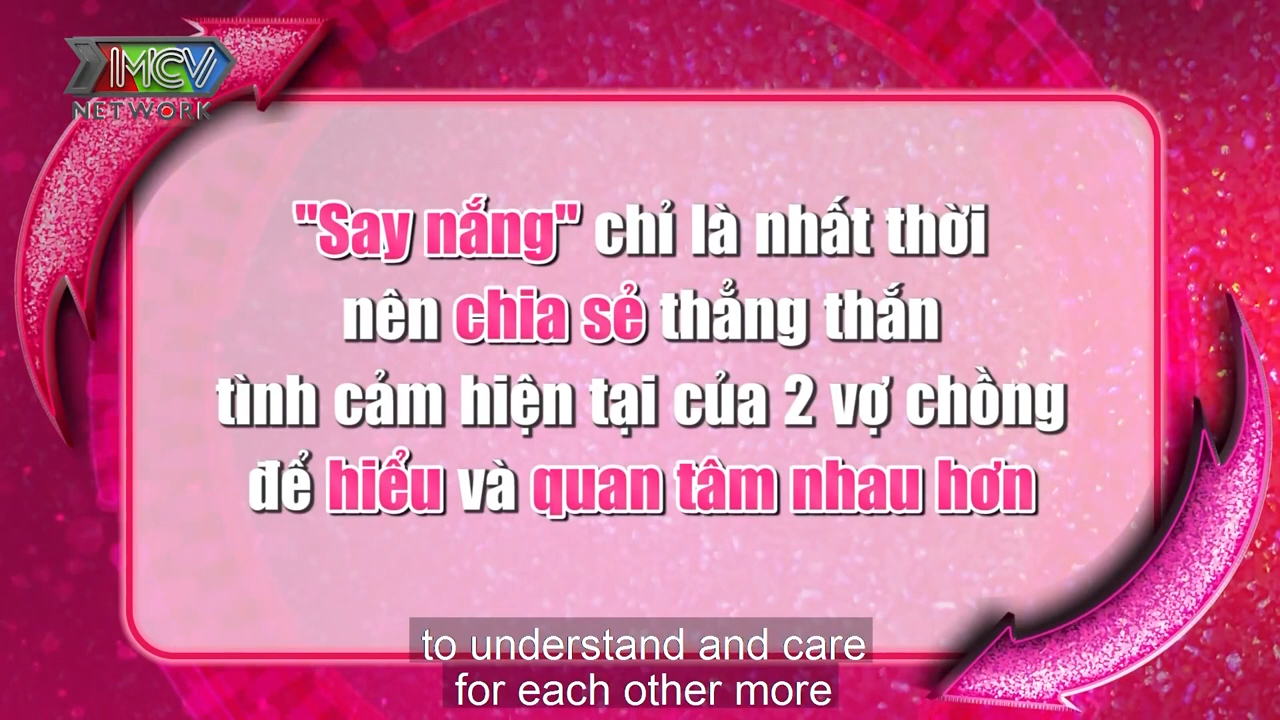 MCV
NETWORK
"Say nắng" chỉ là nhất thời
nên chia sẻ thẳng thắn
tình cảm hiện tại của 2 vợ chồng
để hiểu và quan tâm nhau hơn
to understand and care
for each other more